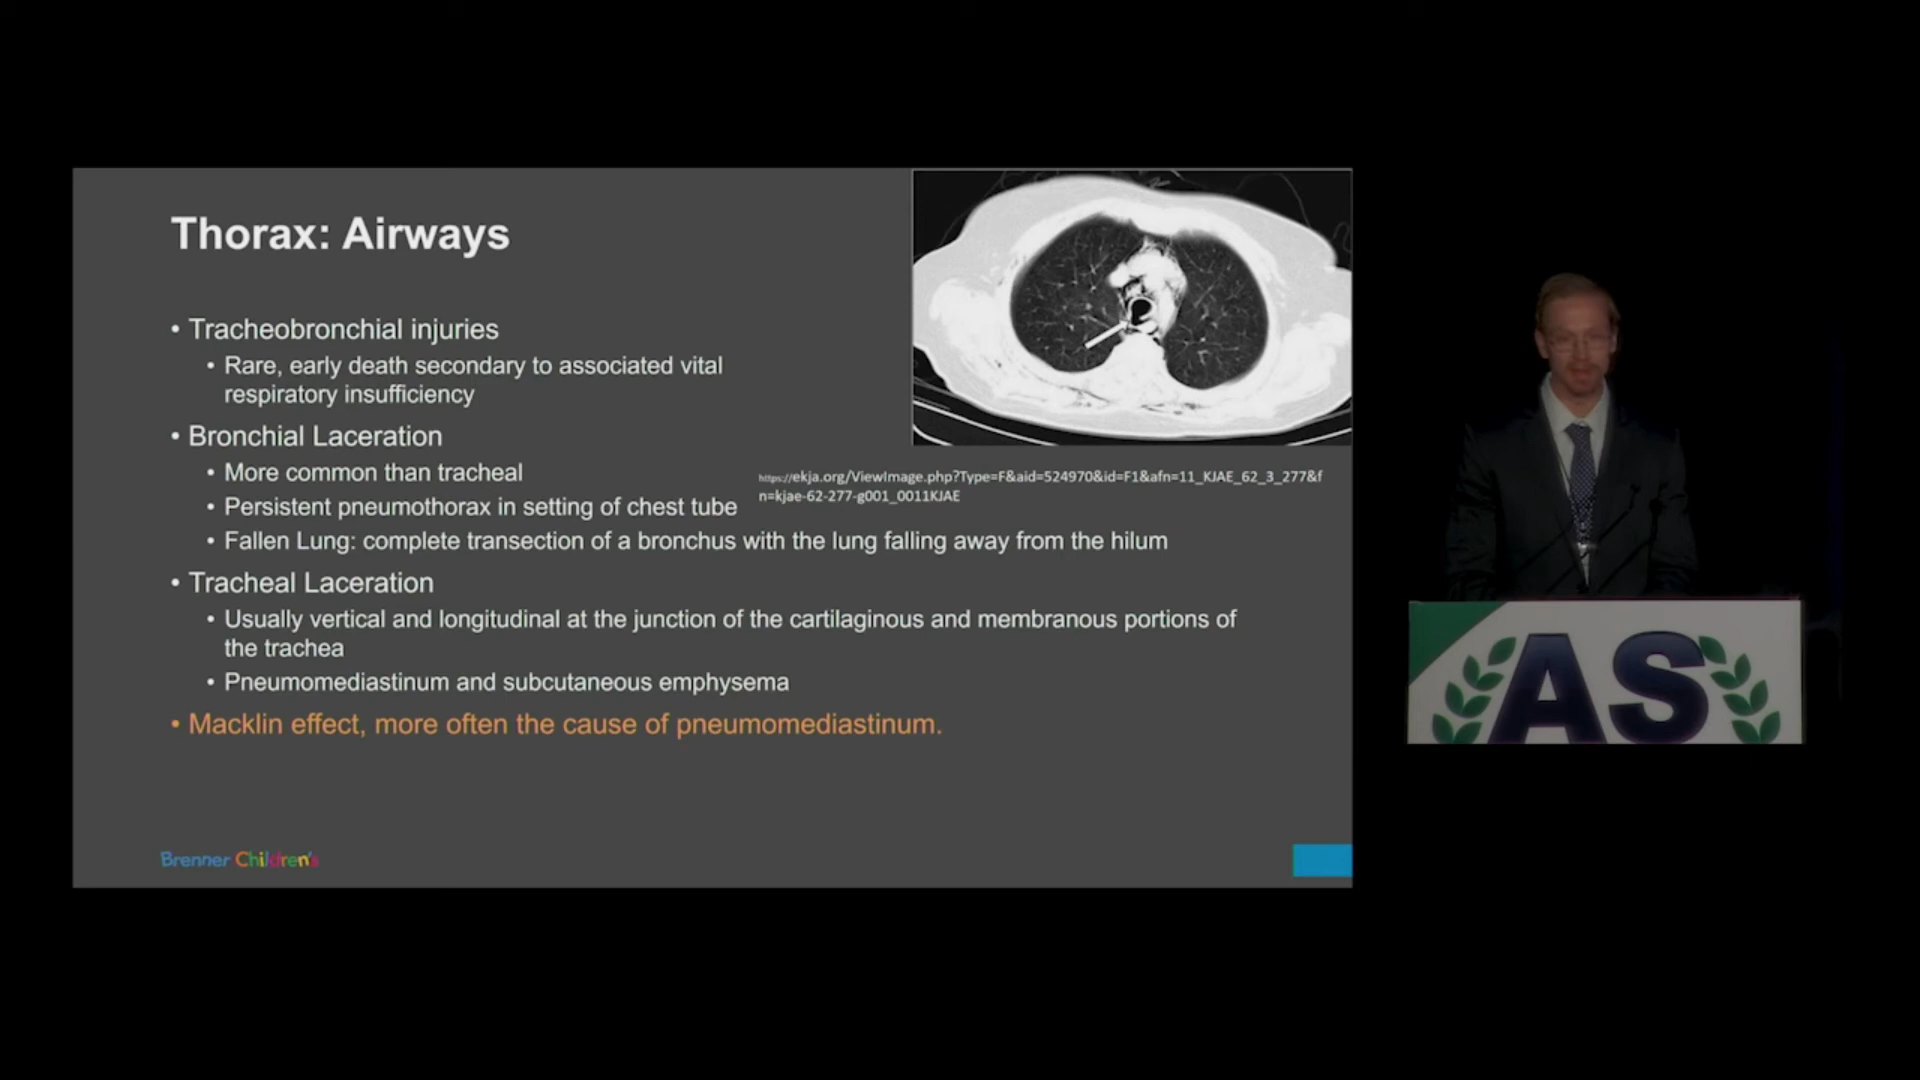 Thorax: Airways
• Tracheobronchial injuries
• Rare, early death secondary to associated vital
respiratory insufficiency
• Bronchial Laceration
• More common than tracheal
• Persistent pneumothorax in setting of chest tube
• Fallen Lung: complete transection of a bronchus with the lung falling away from the hilum
• Tracheal Laceration
• Usually vertical and longitudinal at the junction of the cartilaginous and membranous portions of
the trachea
• Pneumomediastinum and subcutaneous emphysema
• Macklin effect, more often the cause of pneumomediastinum.
https://ekja.org/ViewImage.php?Type=F&aid=524970&id=F1&afn=11_KJAE_62_3_277&f
n=kjae-62-277-g001_0011KJAE
Brenner Children's
AS